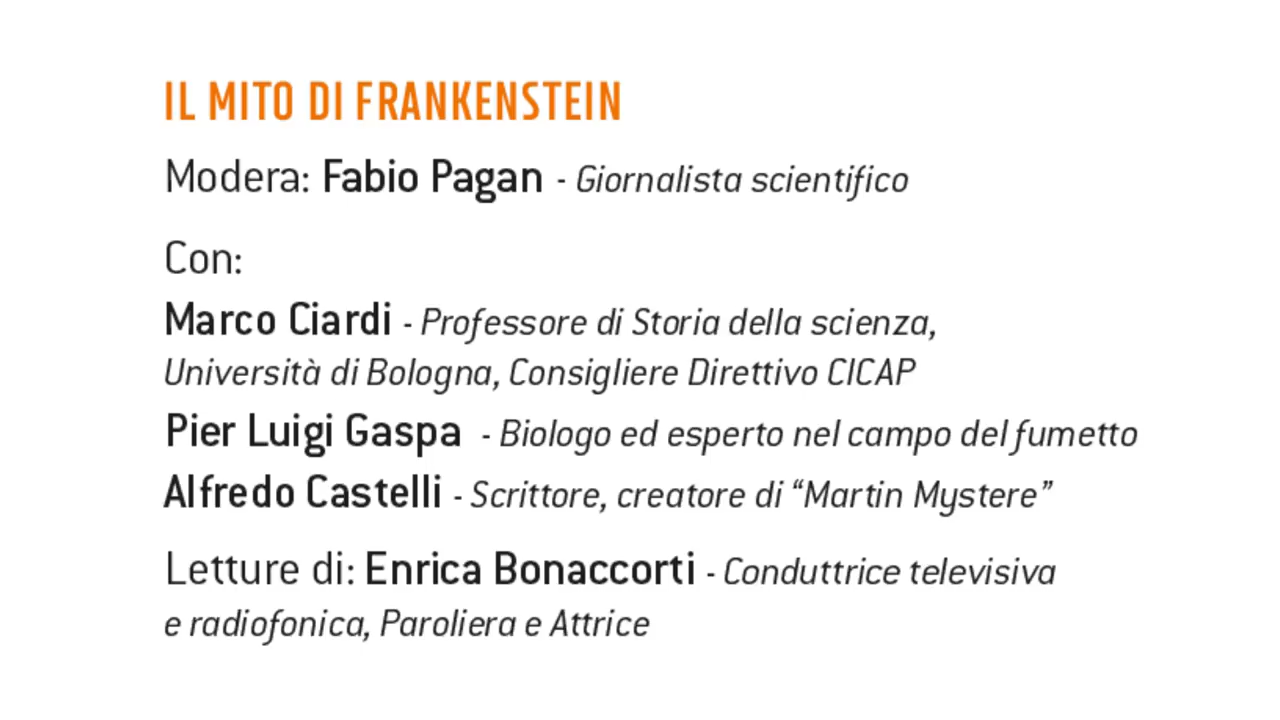 IL MITO DI FRANKENSTEIN
Modera: Fabio Pagan - Giornalista scientifico
Con:
Marco Ciardi - Professore di Storia della scienza,
Università di Bologna, Consigliere Direttivo CICAP
Pier Luigi Gaspa - Biologo ed esperto nel campo del fumetto
Alfredo Castelli - Scrittore, creatore di “Martin Mystere”
Letture di: Enrica Bonaccorti - Conduttrice televisiva
e radiofonica, Paroliera e Attrice